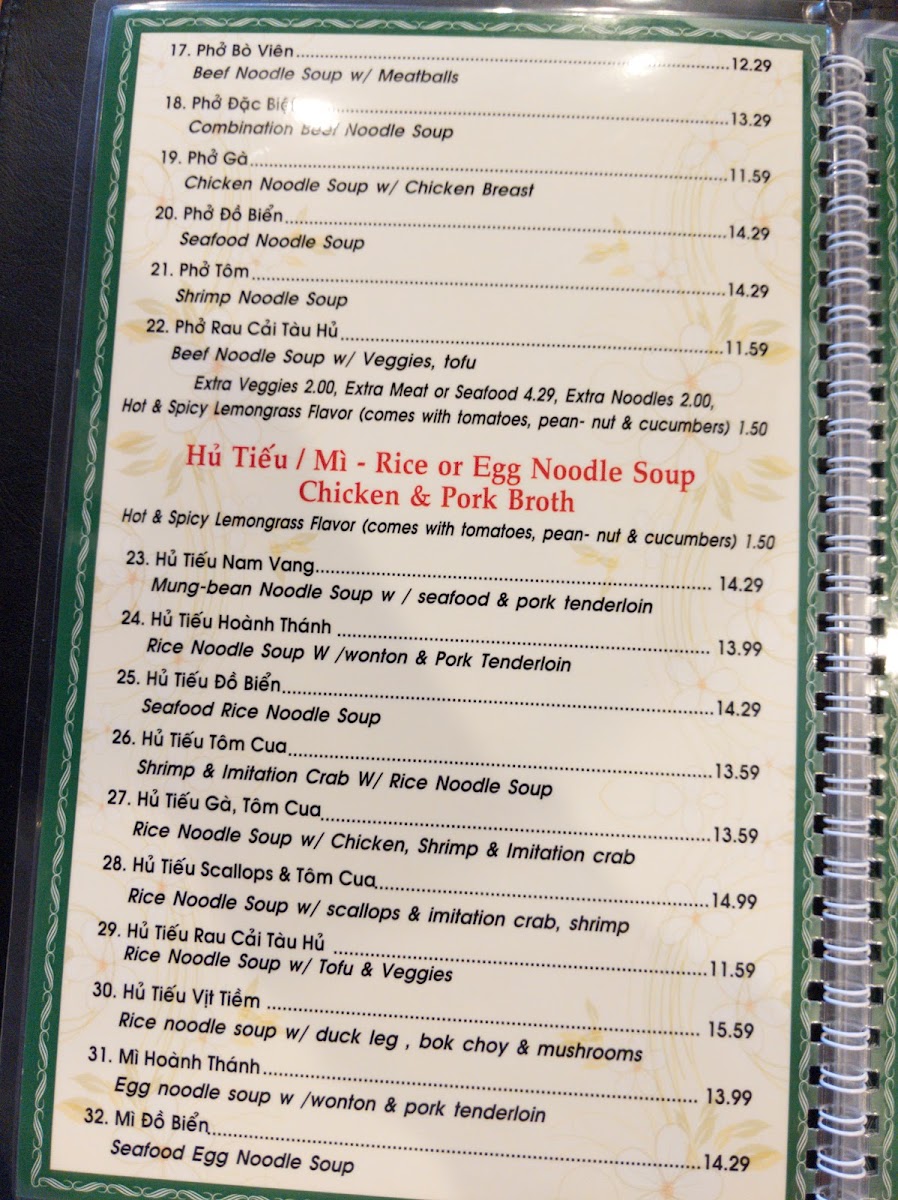 17. Phở Bò Viên 12.29
Beef Noodle Soup w/ Meatballs
18. Phở Đặc Biệt 13.29
Combination Beef Noodle Soup
19. Phở Gà 11.59
Chicken Noodle Soup w/ Chicken Breast
20. Phở Đồ Biển 14.29
Seafood Noodle Soup
21. Phở Tôm 14.29
Shrimp Noodle Soup
22. Phở Rau Cải Tàu Hủ 11.59
Beef Noodle Soup w/ Veggies, tofu
Extra Veggies 2.00, Extra Meat or Seafood 4.29, Extra Noodles 2.00,
Hot & Spicy Lemongrass Flavor (comes with tomatoes, pean- nut & cucumbers) 1.50
Hủ Tiếu / Mì - Rice or Egg Noodle Soup
Chicken & Pork Broth
Hot & Spicy Lemongrass Flavor (comes with tomatoes, pean- nut & cucumbers) 1.50
23. Hủ Tiếu Nam Vang 14.29
Mung-bean Noodle Soup w / seafood & pork tenderloin
24. Hủ Tiếu Hoành Thánh 13.99
Rice Noodle Soup W /wonton & Pork Tenderloin
25. Hủ Tiếu Đồ Biển 14.29
Seafood Rice Noodle Soup
26. Hủ Tiếu Tôm Cua 13.59
Shrimp & Imitation Crab W/ Rice Noodle Soup
27. Hủ Tiếu Gà, Tôm Cua 13.59
Rice Noodle Soup w/ Chicken, Shrimp & Imitation crab
28. Hủ Tiếu Scallops & Tôm Cua 14.99
Rice Noodle Soup w/ scallops & imitation crab, shrimp
29. Hủ Tiếu Rau Cải Tàu Hủ 11.59
Rice Noodle Soup w/ Tofu & Veggies
30. Hủ Tiếu Vịt Tiềm 15.59
Rice noodle soup w/ duck leg , bok choy & mushrooms
31. Mì Hoành Thánh 13.99
Egg noodle soup w /wonton & pork tenderloin
32. Mì Đồ Biển 14.29
Seafood Egg Noodle Soup